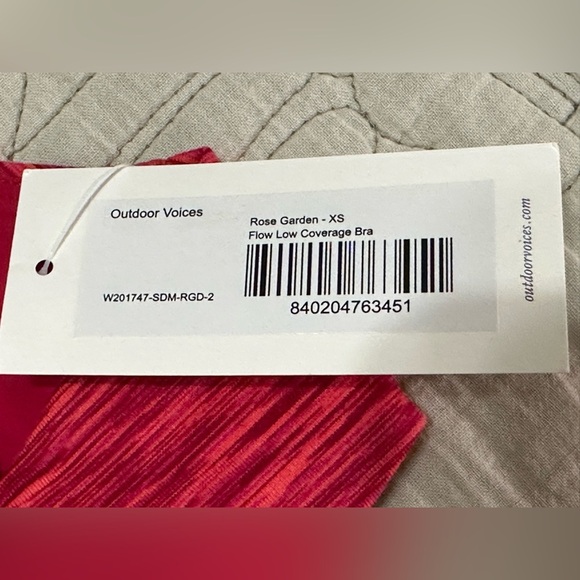 Outdoor Voices
Rose Garden - XS
Flow Low Coverage Bra
W201747-SDM-RGD-2
840204763451
outdoorvoices.com